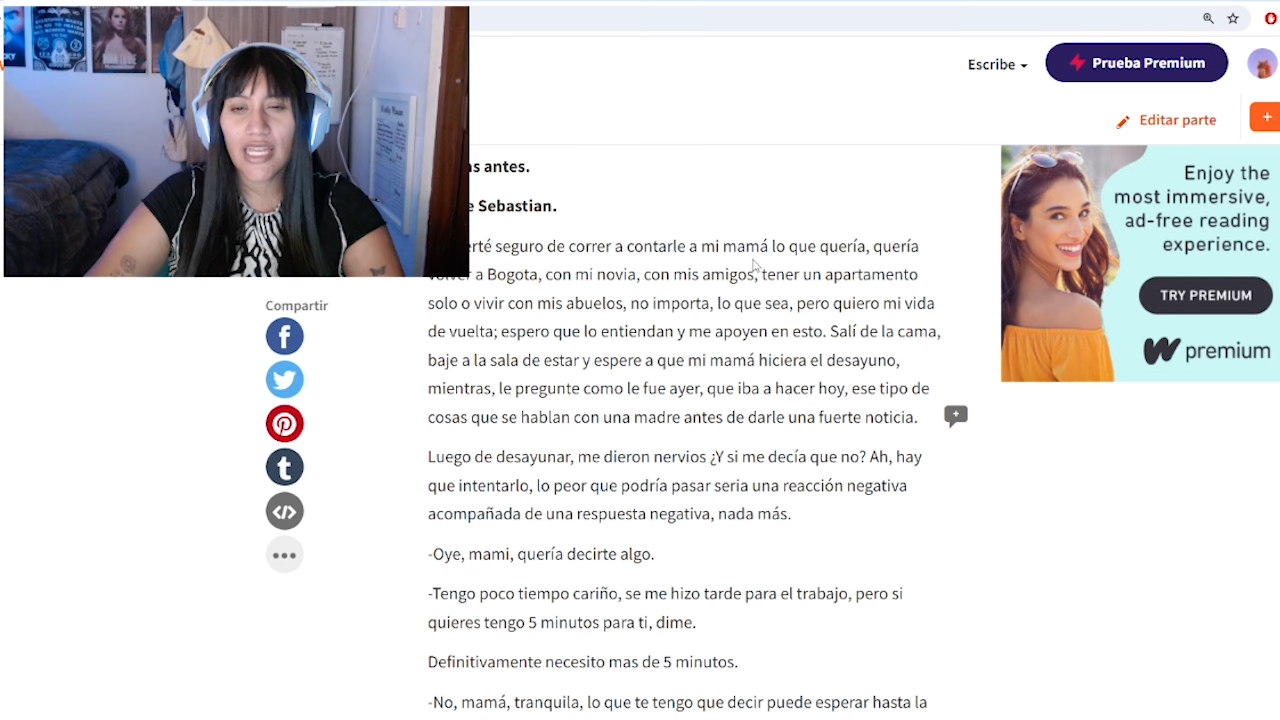 Escribe
Prueba Premium
Editar parte
+
as antes.
e Sebastian.
erté seguro de correr a contarle a mi mamá lo que quería, quería
volver a Bogota, con mi novia, con mis amigos, tener un apartamento
solo o vivir con mis abuelos, no importa, lo que sea, pero quiero mi vida
de vuelta; espero que lo entiendan y me apoyen en esto. Salí de la cama,
baje a la sala de estar y espere a que mi mamá hiciera el desayuno,
mientras, le pregunte como le fue ayer, que iba a hacer hoy, ese tipo de
cosas que se hablan con una madre antes de darle una fuerte noticia.
Luego de desayunar, me dieron nervios ¿Y si me decía que no? Ah, hay
que intentarlo, lo peor que podría pasar seria una reacción negativa
acompañada de una respuesta negativa, nada más.
-Oye, mami, quería decirte algo.
-Tengo poco tiempo cariño, se me hizo tarde para el trabajo, pero si
quieres tengo 5 minutos para ti, dime.
Definitivamente necesito mas de 5 minutos.
-No, mamá, tranquila, lo que te tengo que decir puede esperar hasta la
Compartir
Enjoy the
most immersive,
ad-free reading
experience.
TRY PREMIUM
premium